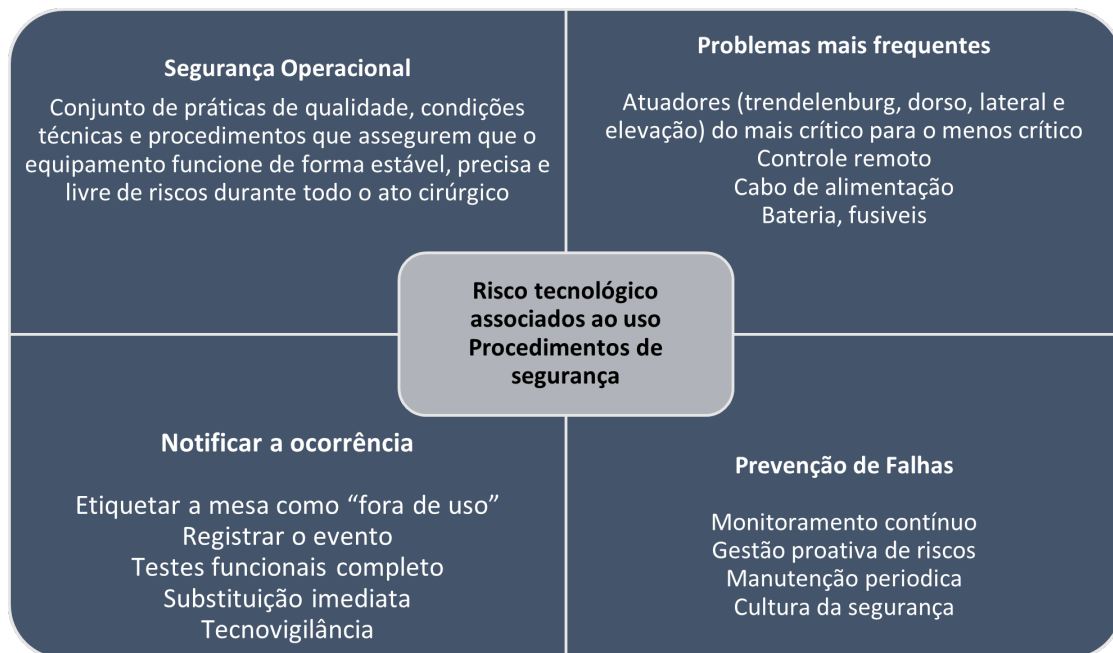 Segurança Operacional
Conjunto de práticas de qualidade, condições
técnicas e procedimentos que assegurem que o
equipamento funcione de forma estável, precisa e
livre de riscos durante todo o ato cirúrgico
Problemas mais frequentes
Atuadores (trendelenburg, dorso, lateral e
elevação) do mais crítico para o menos crítico
Controle remoto
Cabo de alimentação
Bateria, fusiveis
Risco tecnológico
associados ao uso
Procedimentos de
segurança
Notificar a ocorrência
Etiquetar a mesa como “fora de uso”
Registrar o evento
Testes funcionais completo
Substituição imediata
Tecnovigilância
Prevenção de Falhas
Monitoramento contínuo
Gestão proativa de riscos
Manutenção periodica
Cultura da segurança